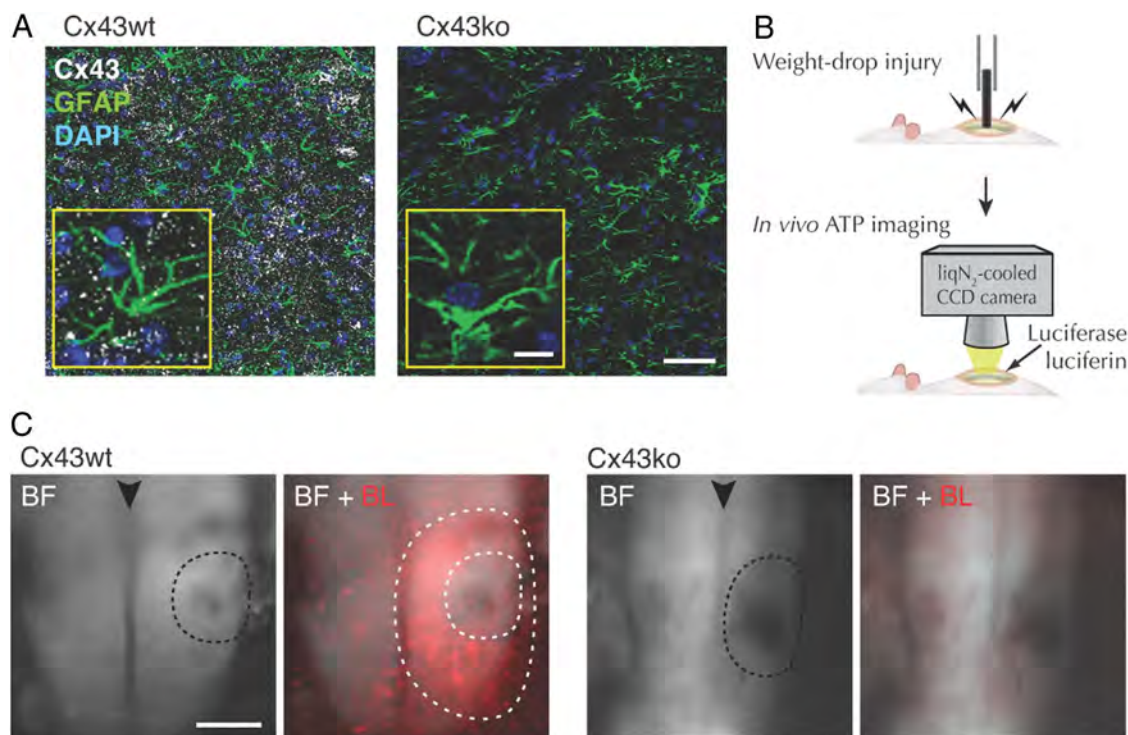 A
Cx43wt
Cx43ko
B
Cx43
GFAP
DAPI
Weight-drop injury
In vivo ATP imaging
liqN₂-cooled
CCD camera
Luciferase
luciferin
C
Cx43wt
Cx43ko
BF
BF + BL
BF
BF + BL